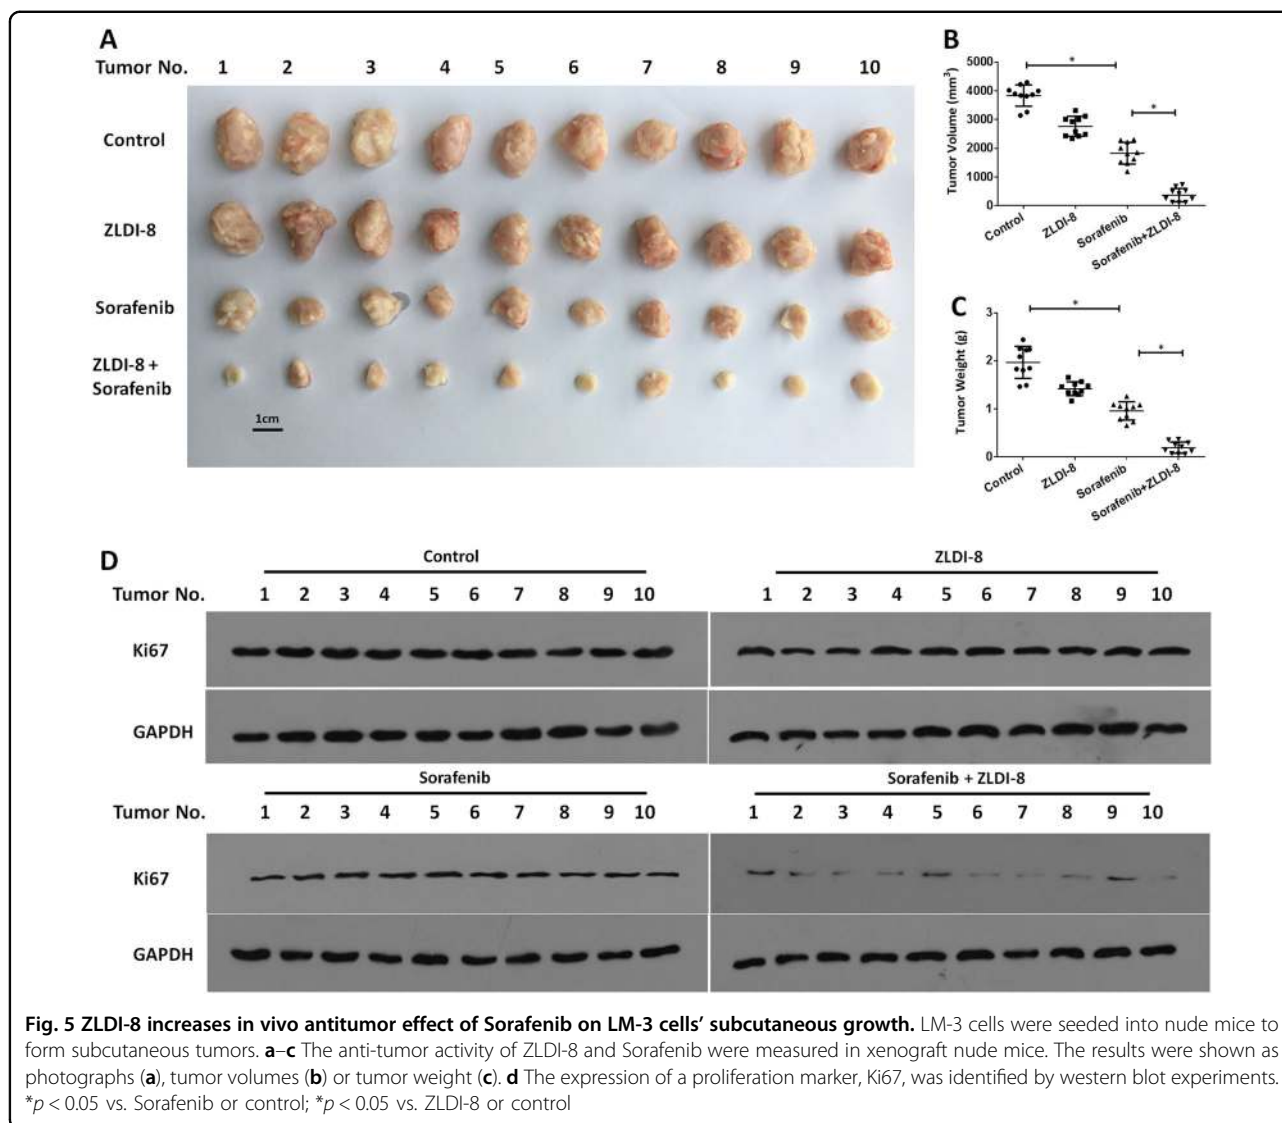 A
Tumor No. 1 2 3 4 5 6 7 8 9 10
Control
ZLDI-8
Sorafenib
ZLDI-8 +
Sorafenib
1cm
B
Tumor Volume (mm³)
5000
4000
3000
2000
1000
0
*
*
Control
ZLDI-8
Sorafenib
Sorafenib+ZLDI-8
C
Tumor Weight (g)
3
2
1
0
*
*
Control
ZLDI-8
Sorafenib
Sorafenib+ZLDI-8
D
Control ZLDI-8
Tumor No. 1 2 3 4 5 6 7 8 9 10 1 2 3 4 5 6 7 8 9 10
Ki67
GAPDH
Sorafenib Sorafenib + ZLDI-8
Tumor No. 1 2 3 4 5 6 7 8 9 10 1 2 3 4 5 6 7 8 9 10
Ki67
GAPDH
Fig. 5 ZLDI-8 increases in vivo antitumor effect of Sorafenib on LM-3 cells’ subcutaneous growth. LM-3 cells were seeded into nude mice to
form subcutaneous tumors. a–c The anti-tumor activity of ZLDI-8 and Sorafenib were measured in xenograft nude mice. The results were shown as
photographs (a), tumor volumes (b) or tumor weight (c). d The expression of a proliferation marker, Ki67, was identified by western blot experiments.
*p < 0.05 vs. Sorafenib or control; *p < 0.05 vs. ZLDI-8 or control